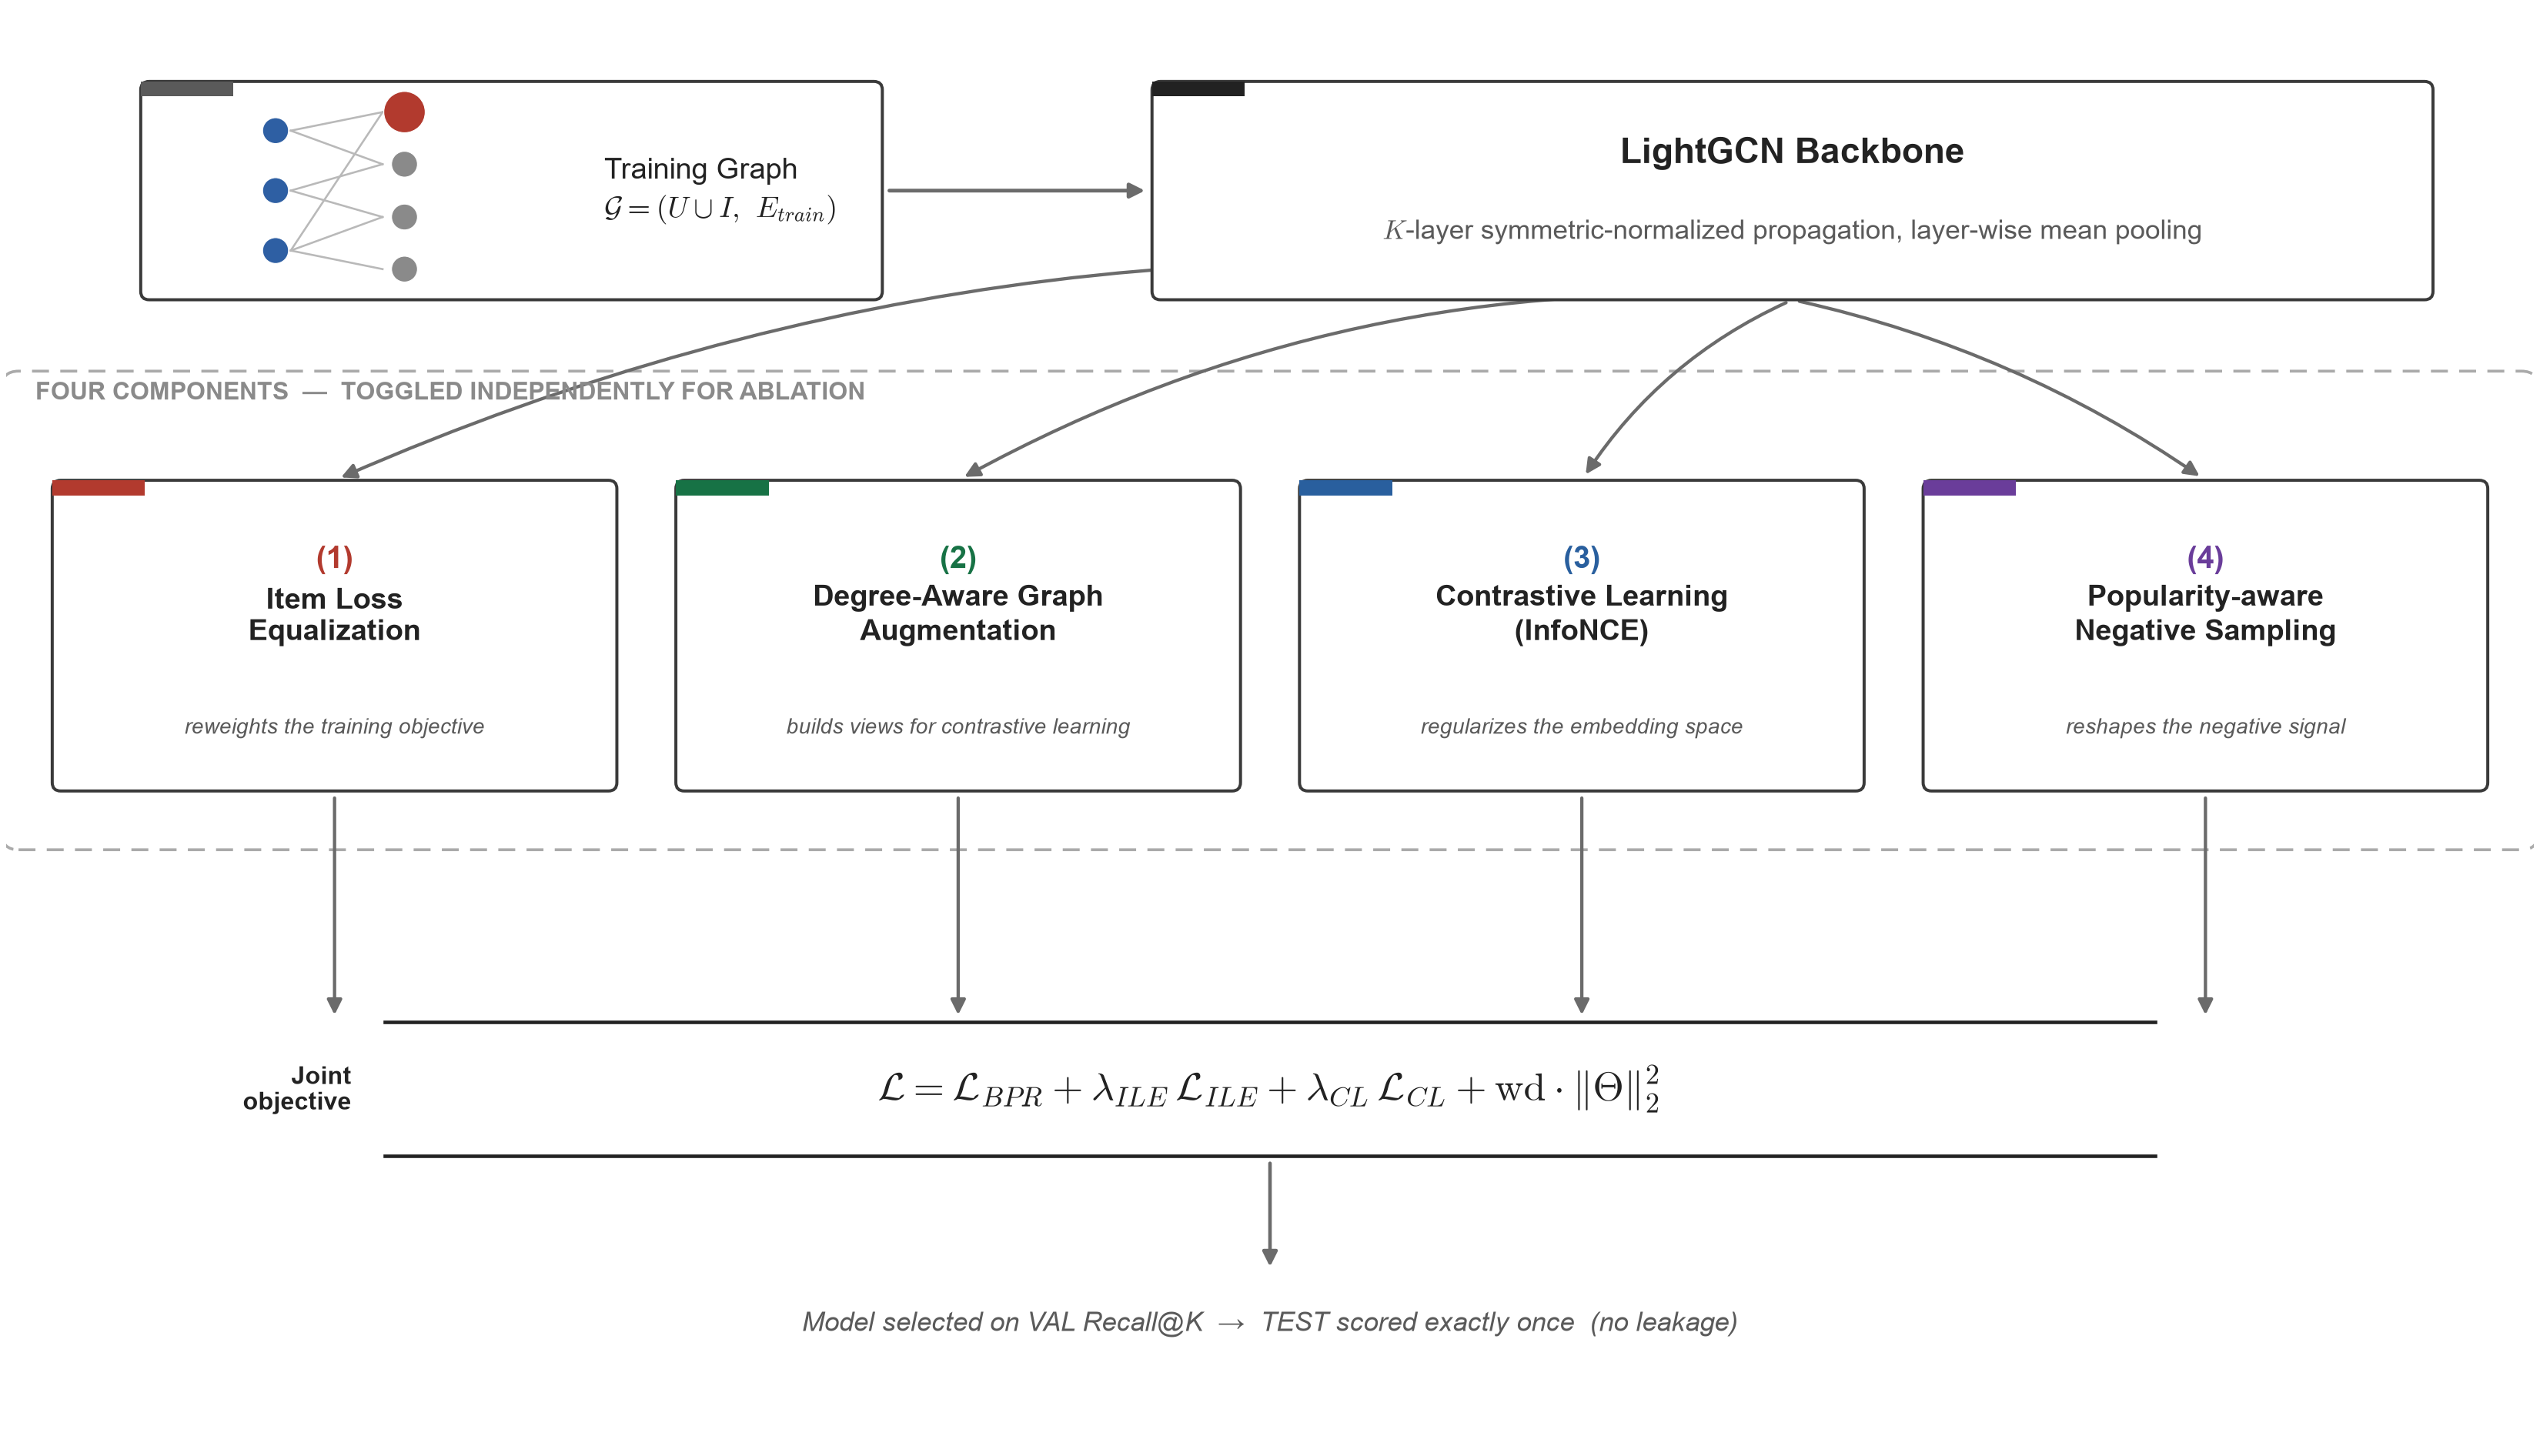 Training Graph
𝒢 = (U ∪ I, E_train)
LightGCN Backbone
K-layer symmetric-normalized propagation, layer-wise mean pooling
FOUR COMPONENTS — TOGGLED INDEPENDENTLY FOR ABLATION
(1)
Item Loss
Equalization
reweights the training objective
(2)
Degree-Aware Graph
Augmentation
builds views for contrastive learning
(3)
Contrastive Learning
(InfoNCE)
regularizes the embedding space
(4)
Popularity-aware
Negative Sampling
reshapes the negative signal
Joint
objective
ℒ = ℒ_BPR + λ_ILE ℒ_ILE + λ_CL ℒ_CL + wd · ‖Θ‖₂²
Model selected on VAL Recall@K → TEST scored exactly once (no leakage)